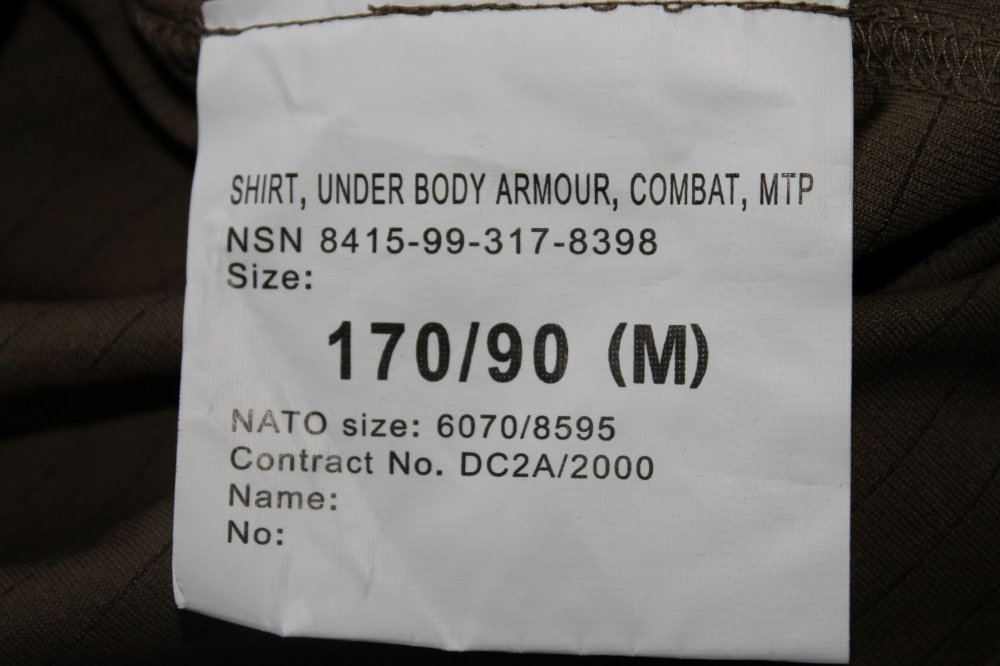 SHIRT, UNDER BODY ARMOUR, COMBAT, MTP
NSN 8415-99-317-8398
Size:
170/90 (M)
NATO size: 6070/8595
Contract No. DC2A/2000
Name:
No: